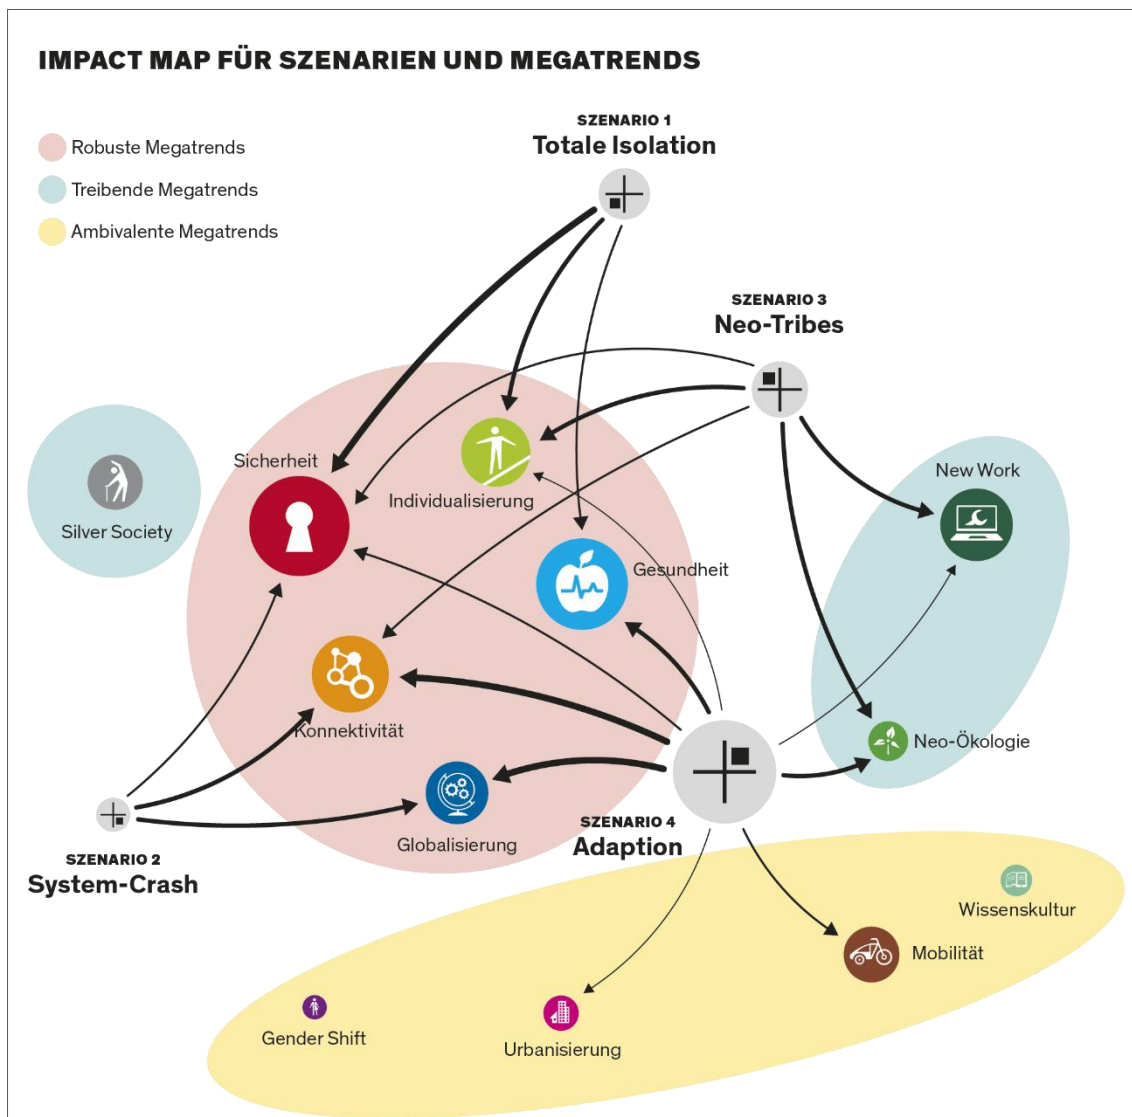 IMPACT MAP FÜR SZENARIEN UND MEGATRENDS
Robuste Megatrends
Treibende Megatrends
Ambivalente Megatrends
SZENARIO 1
Totale Isolation
SZENARIO 3
Neo-Tribes
Sicherheit
Individualisierung
New Work
Silver Society
Gesundheit
Konnektivität
Neo-Ökologie
Globalisierung
SZENARIO 4
Adaption
SZENARIO 2
System-Crash
Wissenskultur
Mobilität
Gender Shift
Urbanisierung